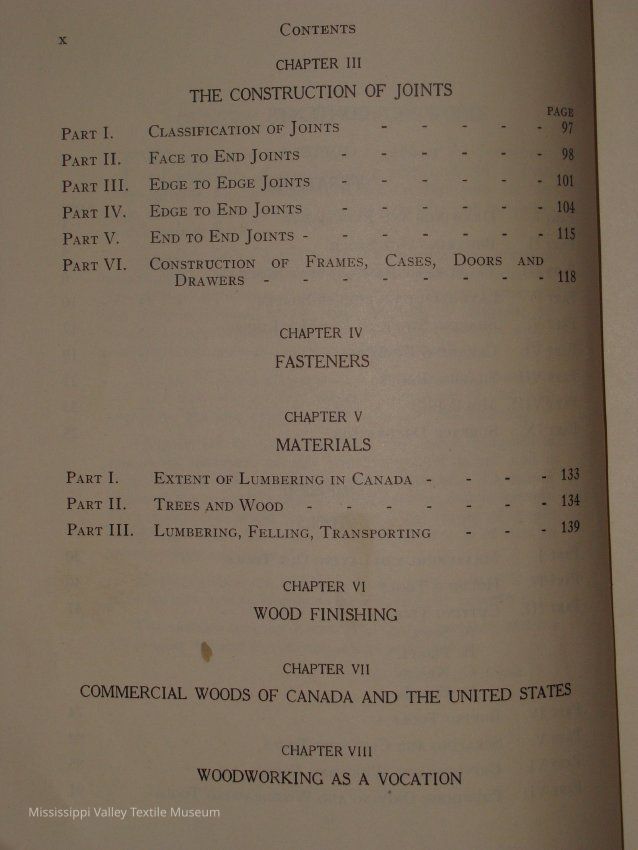 x
CONTENTS
CHAPTER III
THE CONSTRUCTION OF JOINTS
PAGE
PART I. CLASSIFICATION OF JOINTS - - - - - 97
PART II. FACE TO END JOINTS - - - - - - 98
PART III. EDGE TO EDGE JOINTS - - - - - - 101
PART IV. EDGE TO END JOINTS - - - - - - 104
PART V. END TO END JOINTS - - - - - - - 115
PART VI. CONSTRUCTION OF FRAMES, CASES, DOORS AND
DRAWERS - - - - - - - - 118
CHAPTER IV
FASTENERS
CHAPTER V
MATERIALS
PART I. EXTENT OF LUMBERING IN CANADA - - - - 133
PART II. TREES AND WOOD - - - - - - - 134
PART III. LUMBERING, FELLING, TRANSPORTING - - - 139
CHAPTER VI
WOOD FINISHING
CHAPTER VII
COMMERCIAL WOODS OF CANADA AND THE UNITED STATES
CHAPTER VIII
WOODWORKING AS A VOCATION
Mississippi Valley Textile Museum